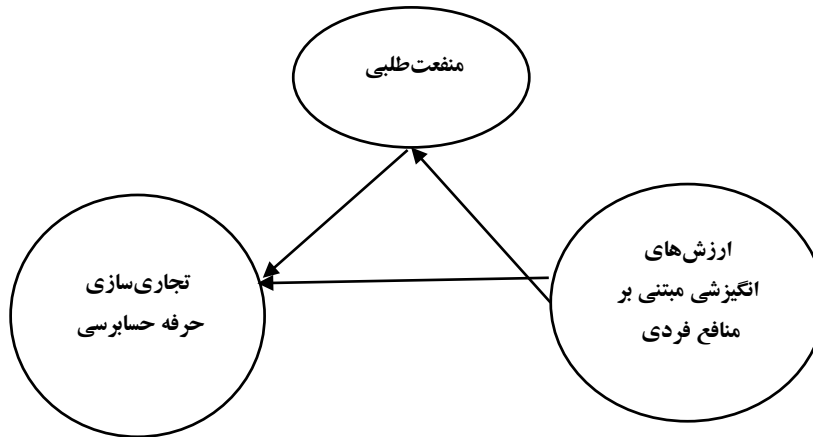 منفعت‌طلبی
ارزش‌های
انگیزشی مبتنی بر
منافع فردی
تجاری‌سازی
حرفه حسابرسی